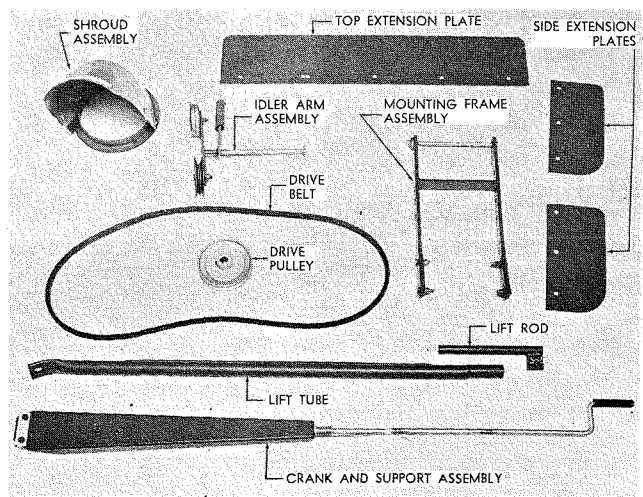 SHROUD
ASSEMBLY
TOP EXTENSION PLATE
SIDE EXTENSION
PLATES
IDLER ARM
ASSEMBLY
MOUNTING FRAME
ASSEMBLY
DRIVE
BELT
DRIVE
PULLEY
LIFT ROD
LIFT TUBE
CRANK AND SUPPORT ASSEMBLY